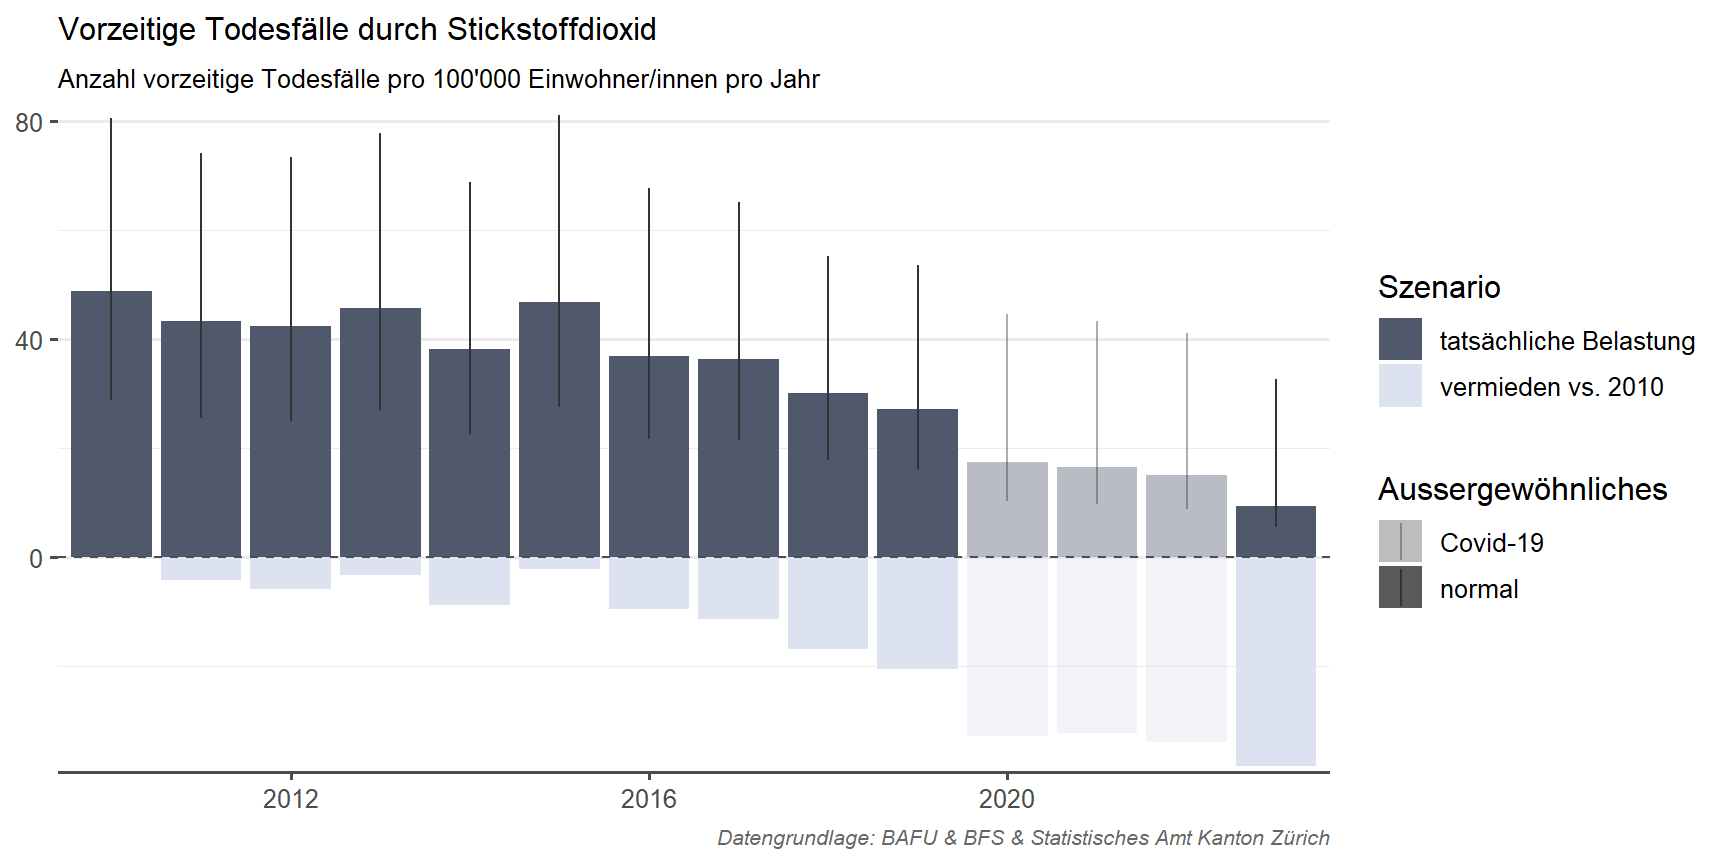 Vorzeitige Todesfälle durch Stickstoffdioxid
Anzahl vorzeitige Todesfälle pro 100'000 Einwohner/innen pro Jahr
80
40
0
2012
2016
2020
Szenario
tatsächliche Belastung
vermieden vs. 2010
Aussergewöhnliches
Covid-19
normal
Datengrundlage: BAFU & BFS & Statistisches Amt Kanton Zürich